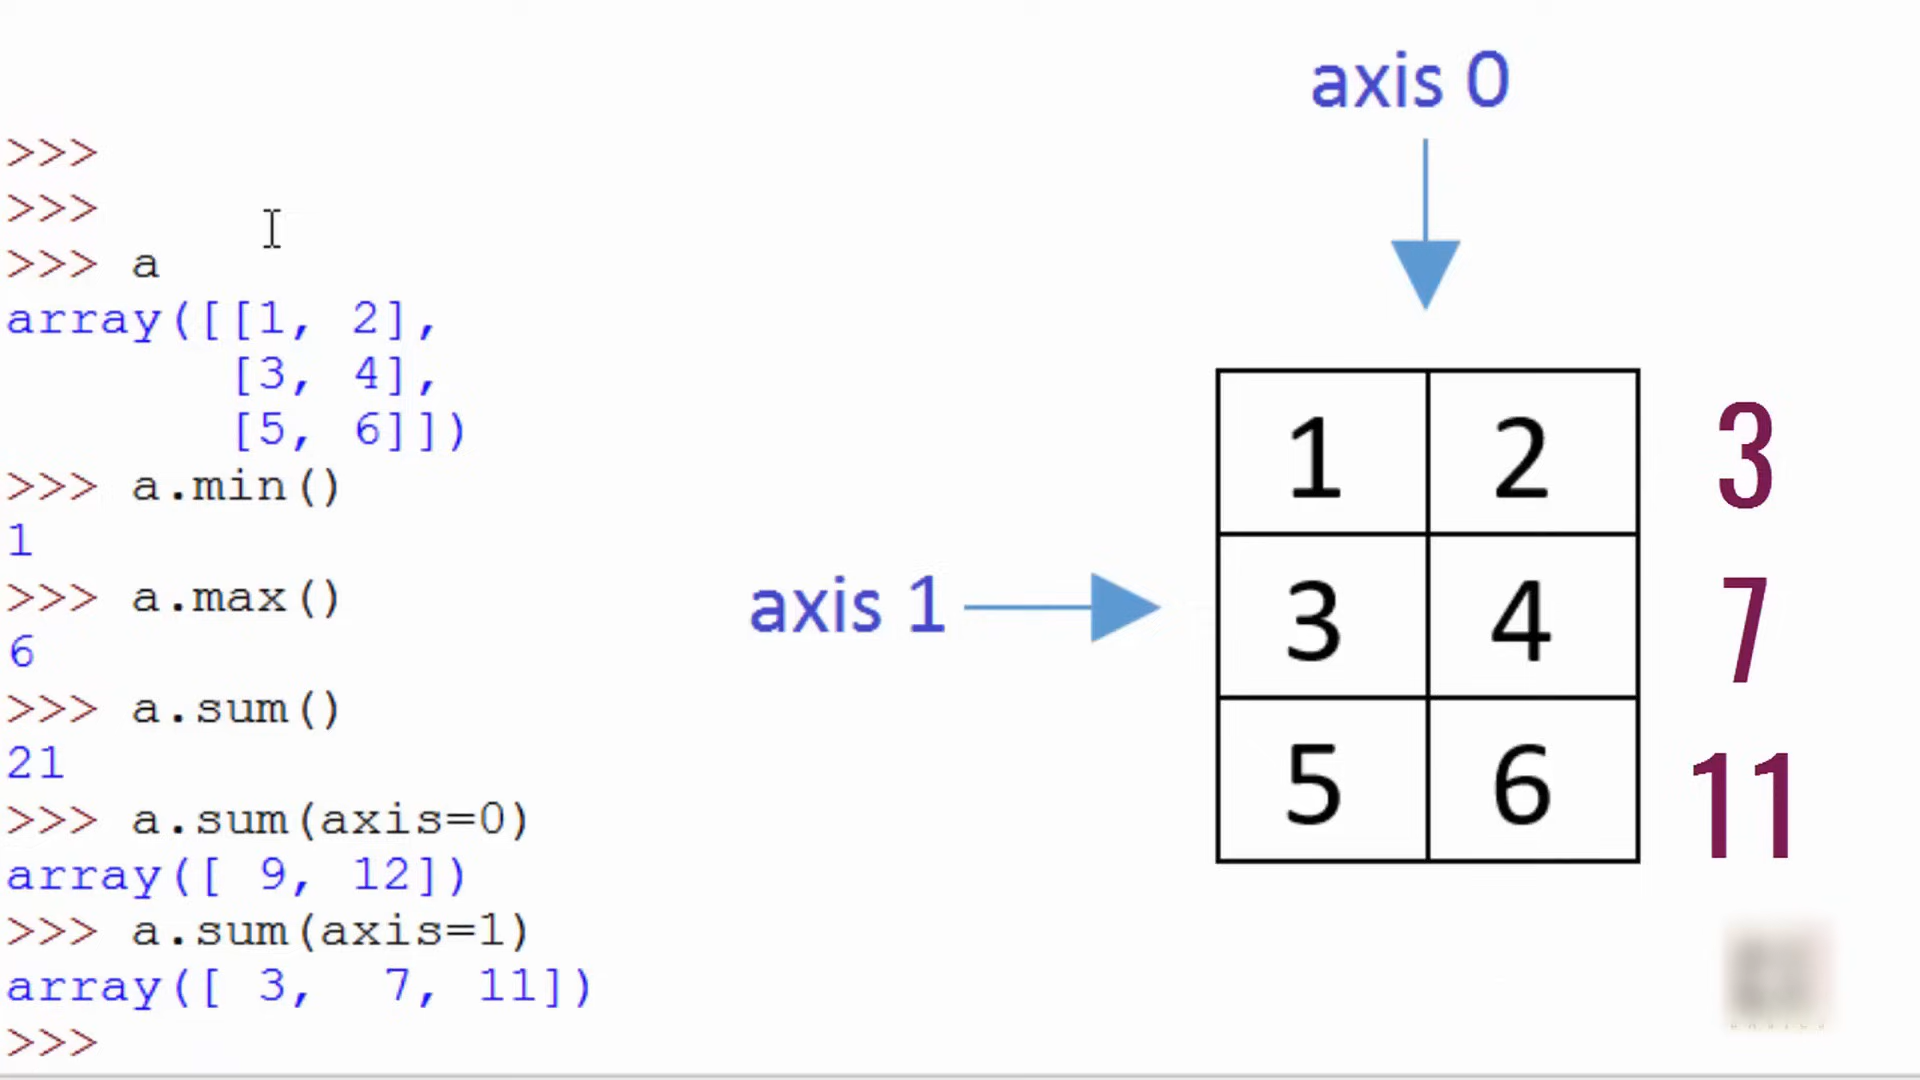 >>>
>>>
>>> a
array([[1, 2],
       [3, 4],
       [5, 6]])
>>> a.min()
1
>>> a.max()
6
>>> a.sum()
21
>>> a.sum(axis=0)
array([ 9, 12])
>>> a.sum(axis=1)
array([ 3,  7, 11])
>>>
axis 0
axis 1
1 2 3
3 4 7
5 6 11